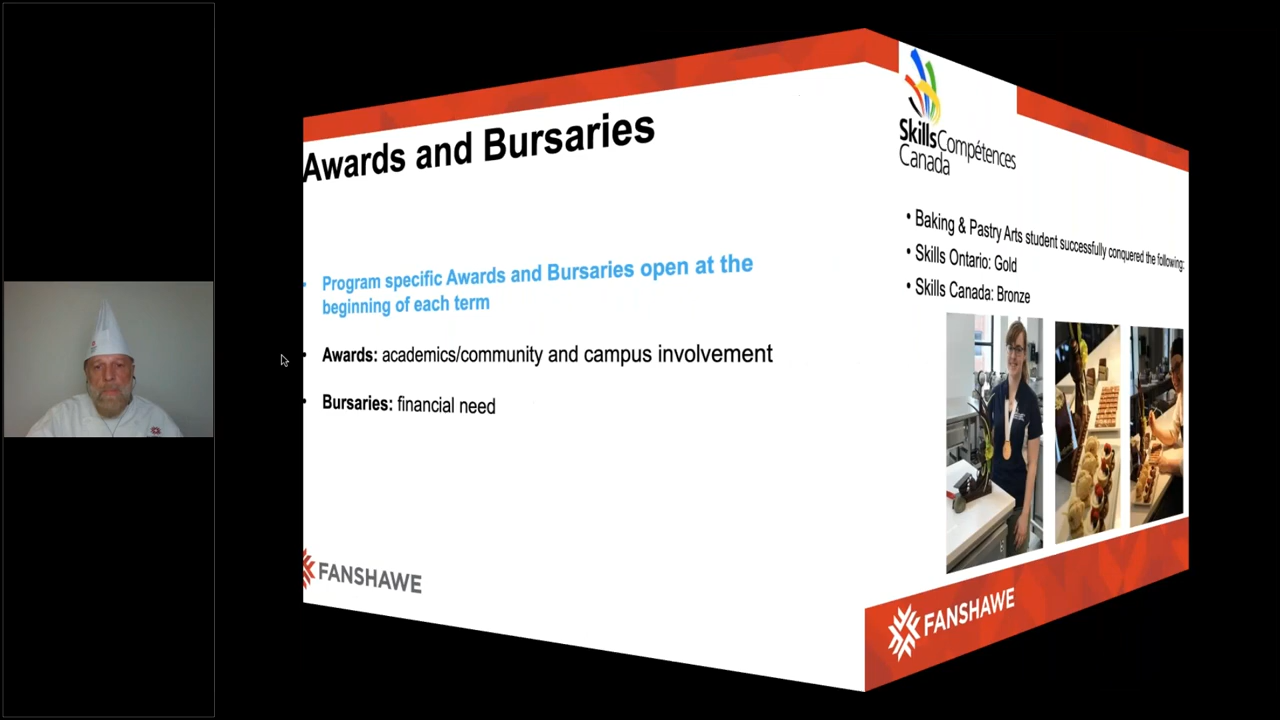 Awards and Bursaries
Program specific Awards and Bursaries open at the
beginning of each term
Awards: academics/community and campus involvement
Bursaries: financial need
FANSHAWE
SkillsCompétences
Canada
• Baking & Pastry Arts student successfully conquered the following:
• Skills Ontario: Gold
• Skills Canada: Bronze
FANSHAWE